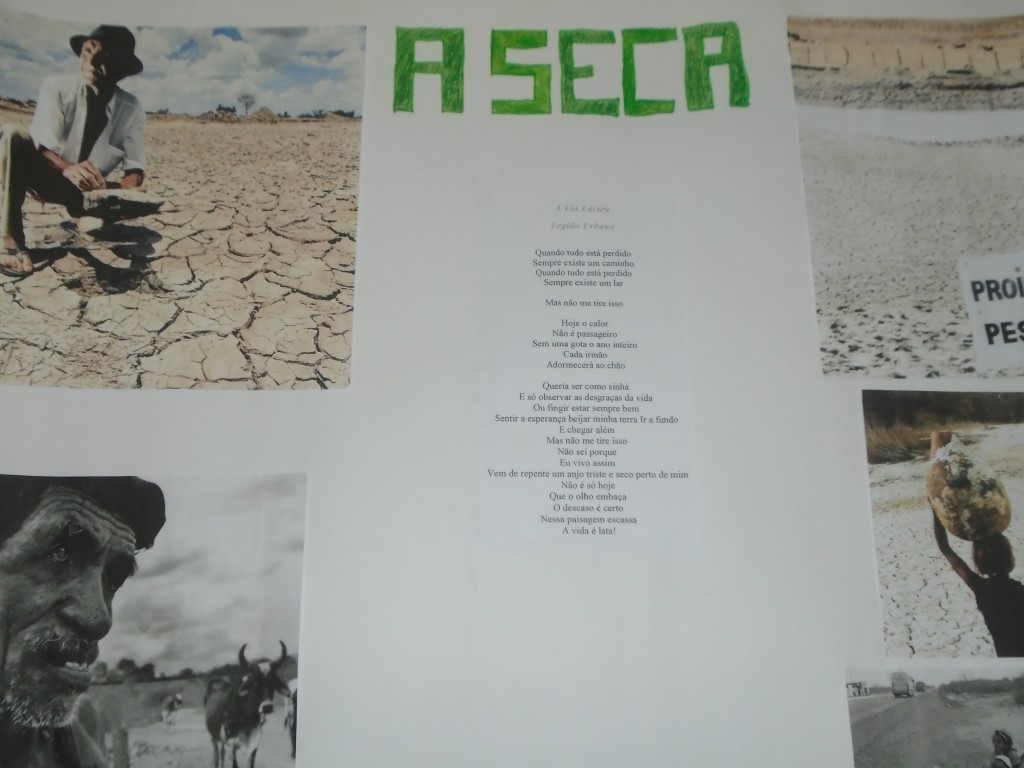 A SECA
A Via Láctea
Legião Urbana
Quando tudo está perdido
Sempre existe um caminho
Quando tudo está perdido
Sempre existe um lar
Mas não me tire isso
Hoje o calor
Não é passageiro
Sem uma gota o ano inteiro
Cada irmão
Adormecerá ao chão
Queria ser como sinhá
E só observar as desgraças da vida
Ou fingir estar sempre bem
Sentir a esperança beijar minha terra Ir a fundo
E chegar além
Mas não me tire isso
Não sei porque
Eu vivo assim
Vem de repente um anjo triste e seco perto de mim
Não é só hoje
Que o olho embaça
O descaso é certo
Nessa paisagem escassa
A vida é lata!
PROI
PES